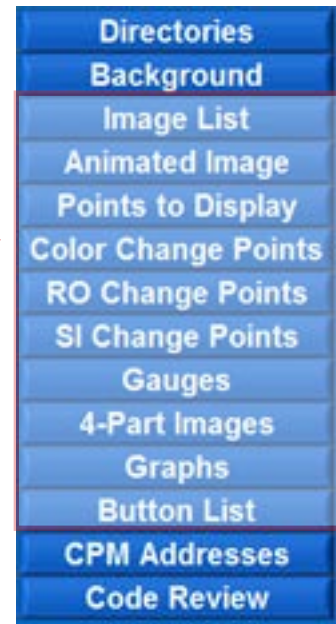 Directories
Background
Image List
Animated Image
Points to Display
Color Change Points
RO Change Points
SI Change Points
Gauges
4-Part Images
Graphs
Button List
CPM Addresses
Code Review